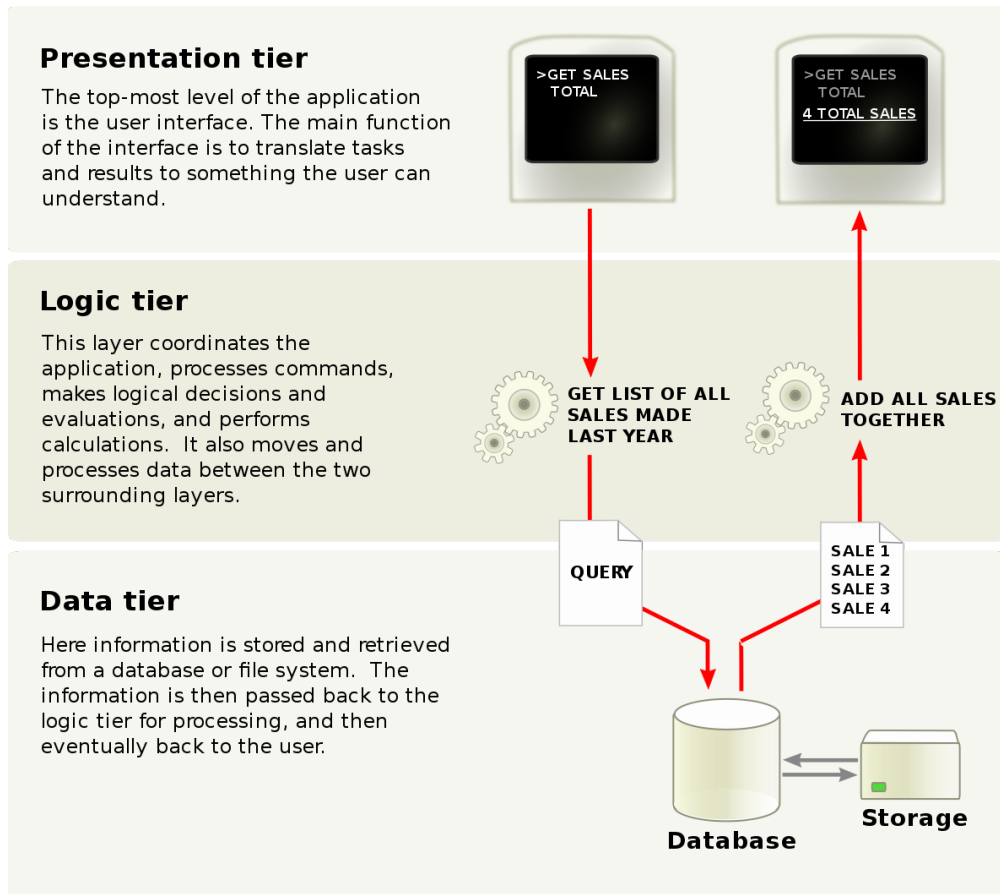 Presentation tier
The top-most level of the application
is the user interface. The main function
of the interface is to translate tasks
and results to something the user can
understand.
>GET SALES
TOTAL
>GET SALES
TOTAL
4 TOTAL SALES
Logic tier
This layer coordinates the
application, processes commands,
makes logical decisions and
evaluations, and performs
calculations.  It also moves and
processes data between the two
surrounding layers.
GET LIST OF ALL
SALES MADE
LAST YEAR
ADD ALL SALES
TOGETHER
QUERY
SALE 1
SALE 2
SALE 3
SALE 4
Data tier
Here information is stored and retrieved
from a database or file system.  The
information is then passed back to the
logic tier for processing, and then
eventually back to the user.
Database
Storage